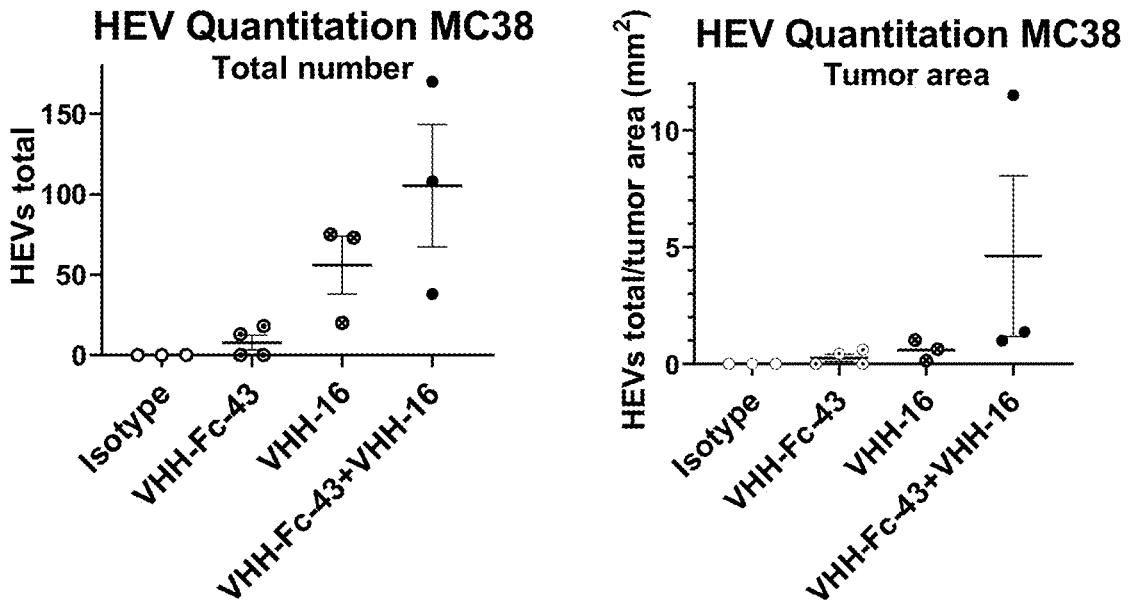 HEV Quantitation MC38
Total number
HEVs total
150
100
50
0
Isotype
VHH-Fc-43
VHH-16
VHH-Fc-43+VHH-16
HEV Quantitation MC38
Tumor area
HEVs total/tumor area (mm²)
10
5
0
Isotype
VHH-Fc-43
VHH-16
VHH-Fc-43+VHH-16